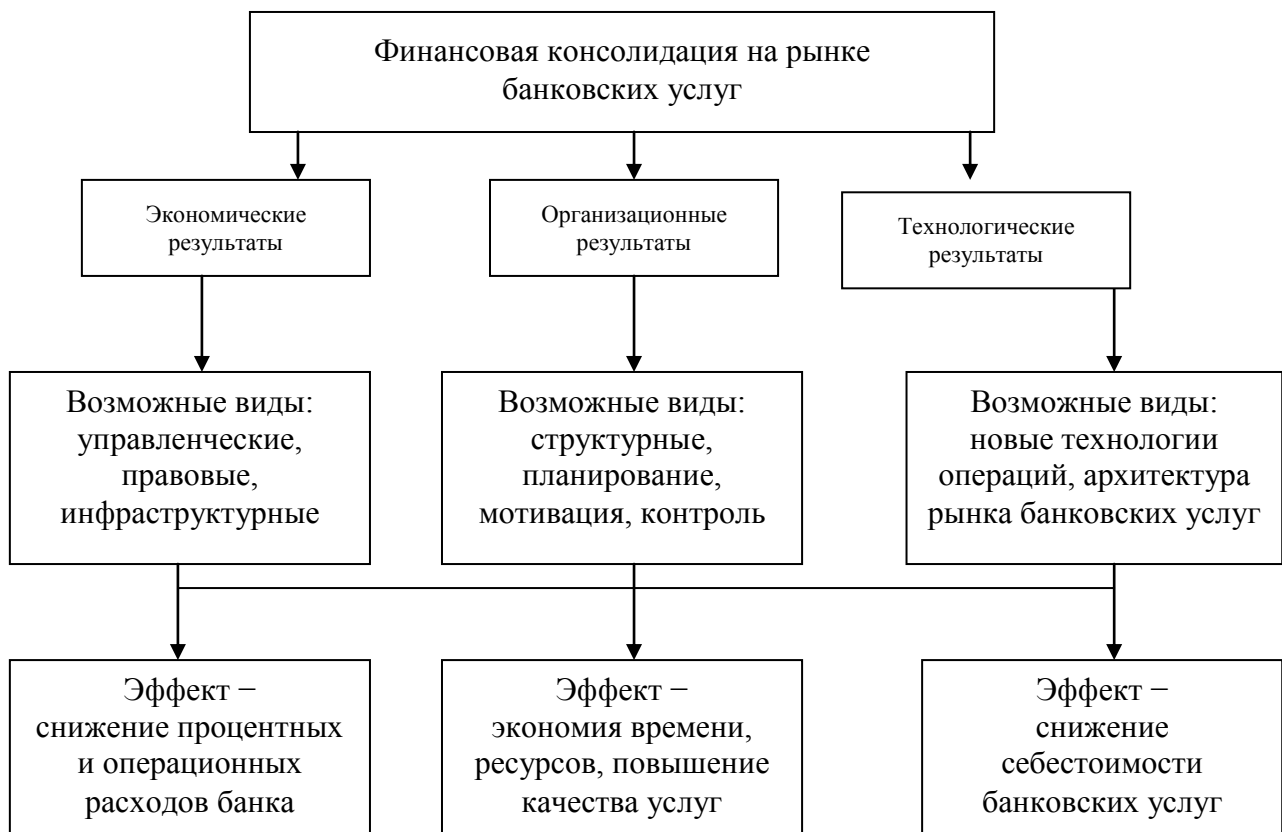 Финансовая консолидация на рынке
банковских услуг
Экономические
результаты
Организационные
результаты
Технологические
результаты
Возможные виды:
управленческие,
правовые,
инфраструктурные
Возможные виды:
структурные,
планирование,
мотивация, контроль
Возможные виды:
новые технологии
операций, архитектура
рынка банковских услуг
Эффект −
снижение процентных
и операционных
расходов банка
Эффект −
экономия времени,
ресурсов, повышение
качества услуг
Эффект −
снижение
себестоимости
банковских услуг